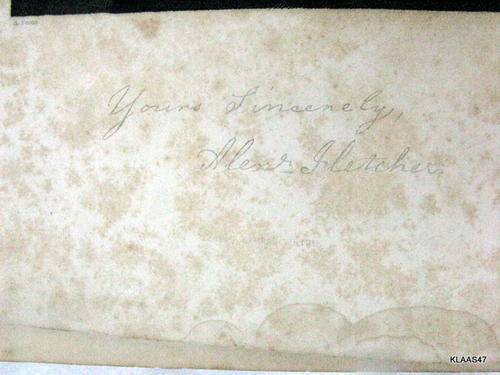 Yours Sincerely,
Alexr. Fletcher.
KLAAS47